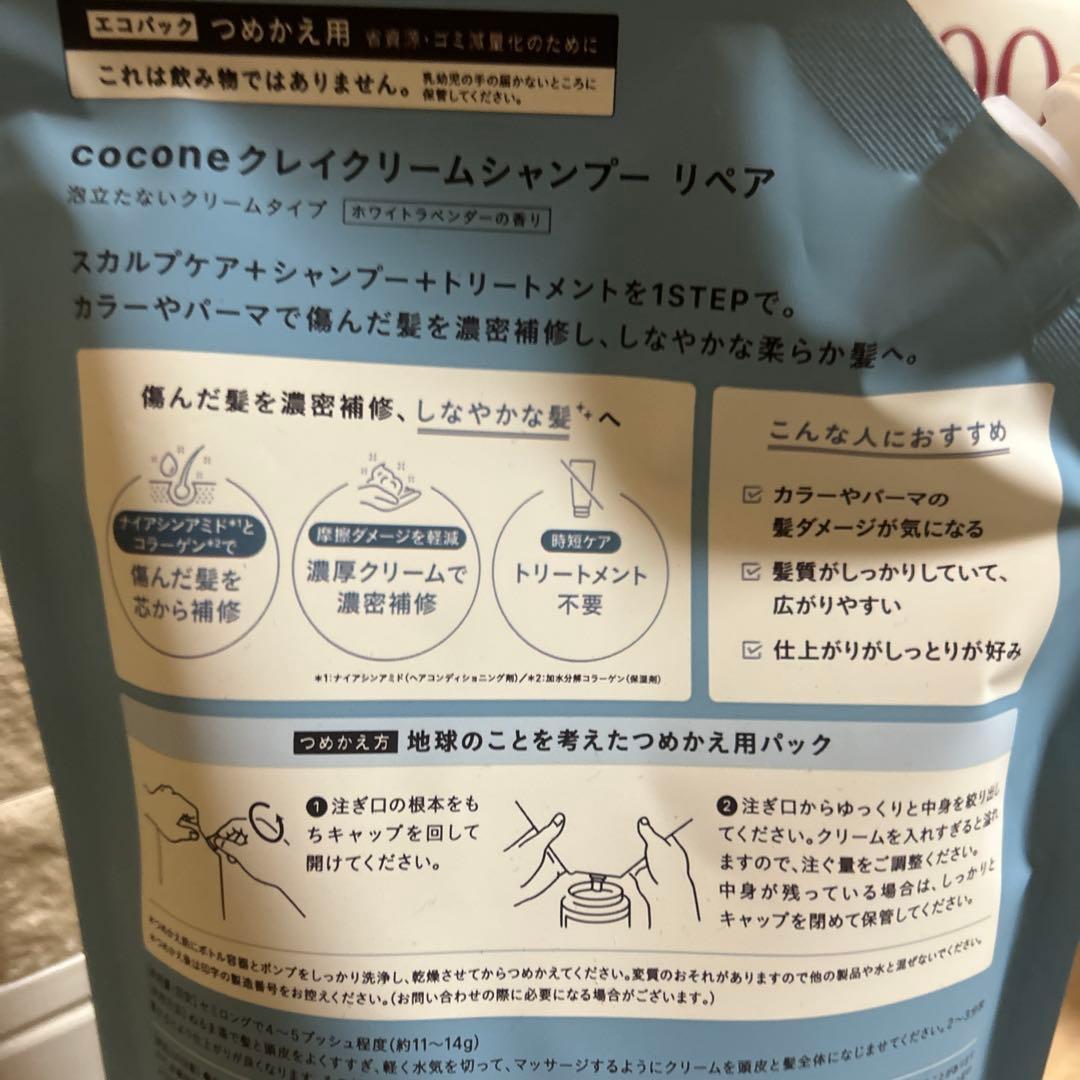 エコパック つめかえ用 省資源・ゴミ減量化のために
これは飲み物ではありません。 乳幼児の手の届かないところに
保管してください。
00
coconeクレイクリームシャンプー リペア
泡立たないクリームタイプ ホワイトラベンダーの香り
スカルプケア＋シャンプー＋トリートメントを1STEPで。
カラーやパーマで傷んだ髪を濃密補修し、しなやかな柔らか髪へ。
傷んだ髪を濃密補修、しなやかな髪へ
ナイアシンアミド*1と
コラーゲン*2で
傷んだ髪を
芯から補修
摩擦ダメージを軽減
濃厚クリームで
濃密補修
時短ケア
トリートメント
不要
*1:ナイアシンアミド(ヘアコンディショニング剤)／*2:加水分解コラーゲン(保湿剤)
こんな人におすすめ
カラーやパーマの
髪ダメージが気になる
髪質がしっかりしていて、
広がりやすい
仕上がりがしっとりが好み
つめかえ方 地球のことを考えたつめかえ用パック
1 注ぎ口の根本をも
ちキャップを回して
開けてください。
2 注ぎ口からゆっくりと中身を絞り出し
てください。クリームを入れすぎると溢れ
ますので、注ぐ量をご調整ください。
中身が残っている場合は、しっかりと
キャップを閉めて保管してください。
※つめかえ前にボトル容器とポンプをしっかり洗浄し、乾燥させてからつめかえてください。変質のおそれがありますので他の製品や水と混ぜないでください。
※つめかえ後は印字の製造番号をお控えください。(お問い合わせの際に必要になる場合がございます。)
セミロングで4〜5プッシュ程度(約11〜14g)
ぬるま湯で髪と頭皮をよくすすぎ、軽く水気を切って、マッサージするようにクリームを頭皮と髪全体になじませてください。2〜3分